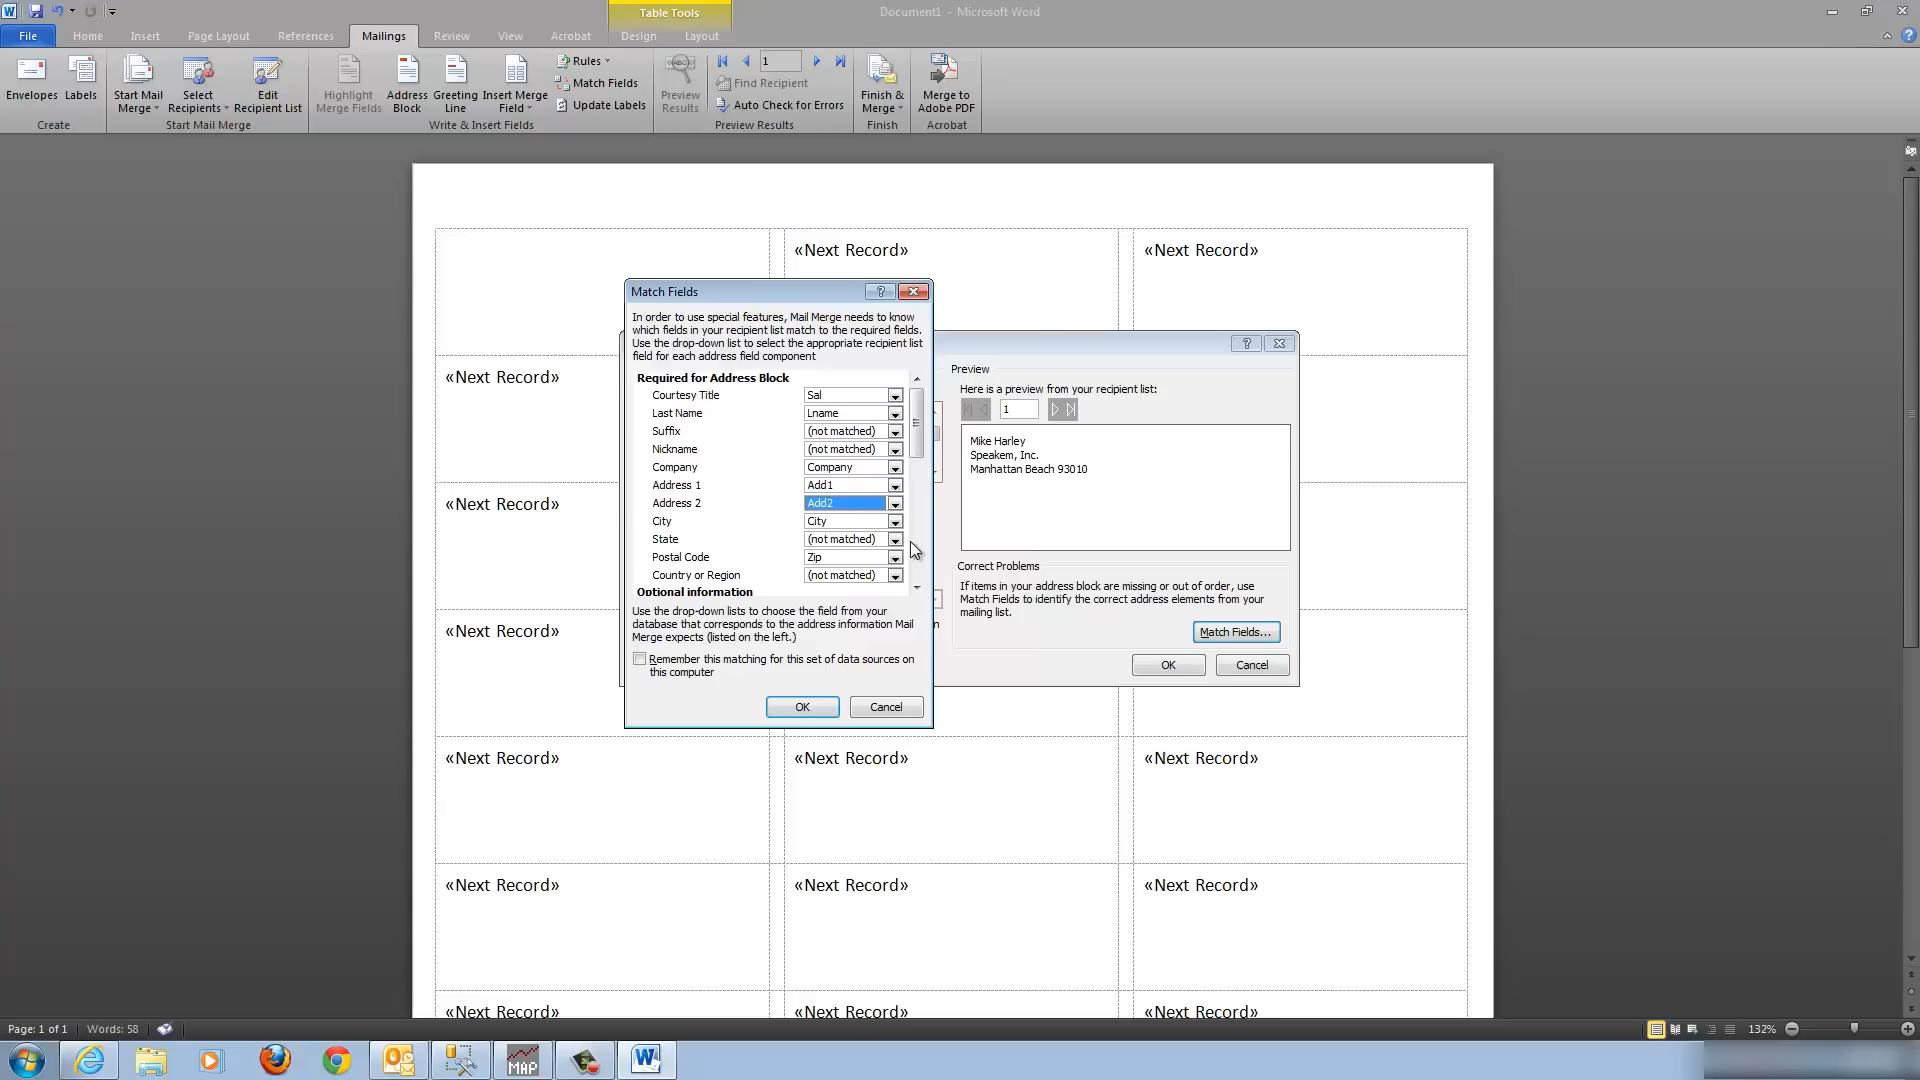 Document1 - Microsoft Word
Table Tools
File
Home
Insert
Page Layout
References
Mailings
Review
View
Acrobat
Design
Layout
Envelopes
Labels
Create
Start Mail
Merge
Select
Recipients
Edit
Recipient List
Start Mail Merge
Highlight
Merge Fields
Address
Block
Greeting
Line
Insert Merge
Field
Rules
Match Fields
Update Labels
Write & Insert Fields
ABC
Preview
Results
1
Find Recipient
Auto Check for Errors
Preview Results
Finish &
Merge
Finish
Merge to
Adobe PDF
Acrobat
«Next Record»
«Next Record»
«Next Record»
«Next Record»
«Next Record»
Match Fields
In order to use special features, Mail Merge needs to know
which fields in your recipient list match to the required fields.
Use the drop-down list to select the appropriate recipient list
field for each address field component
Required for Address Block
Courtesy Title Sal
Last Name Lname
Suffix (not matched)
Nickname (not matched)
Company Company
Address 1 Add1
Address 2 Add2
City City
State (not matched)
Postal Code Zip
Country or Region (not matched)
Optional information
Use the drop-down lists to choose the field from your
database that corresponds to the address information Mail
Merge expects (listed on the left.)
Remember this matching for this set of data sources on
this computer
OK
Cancel
Preview
Here is a preview from your recipient list:
1
Mike Harley
Speakem, Inc.
Manhattan Beach 93010
Correct Problems
If items in your address block are missing or out of order, use
Match Fields to identify the correct address elements from your
mailing list.
Match Fields...
OK
Cancel
«Next Record» «Next Record» «Next Record»
«Next Record» «Next Record» «Next Record»
«Next Record» «Next Record» «Next Record»
Page: 1 of 1
Words: 58
132%
MAP